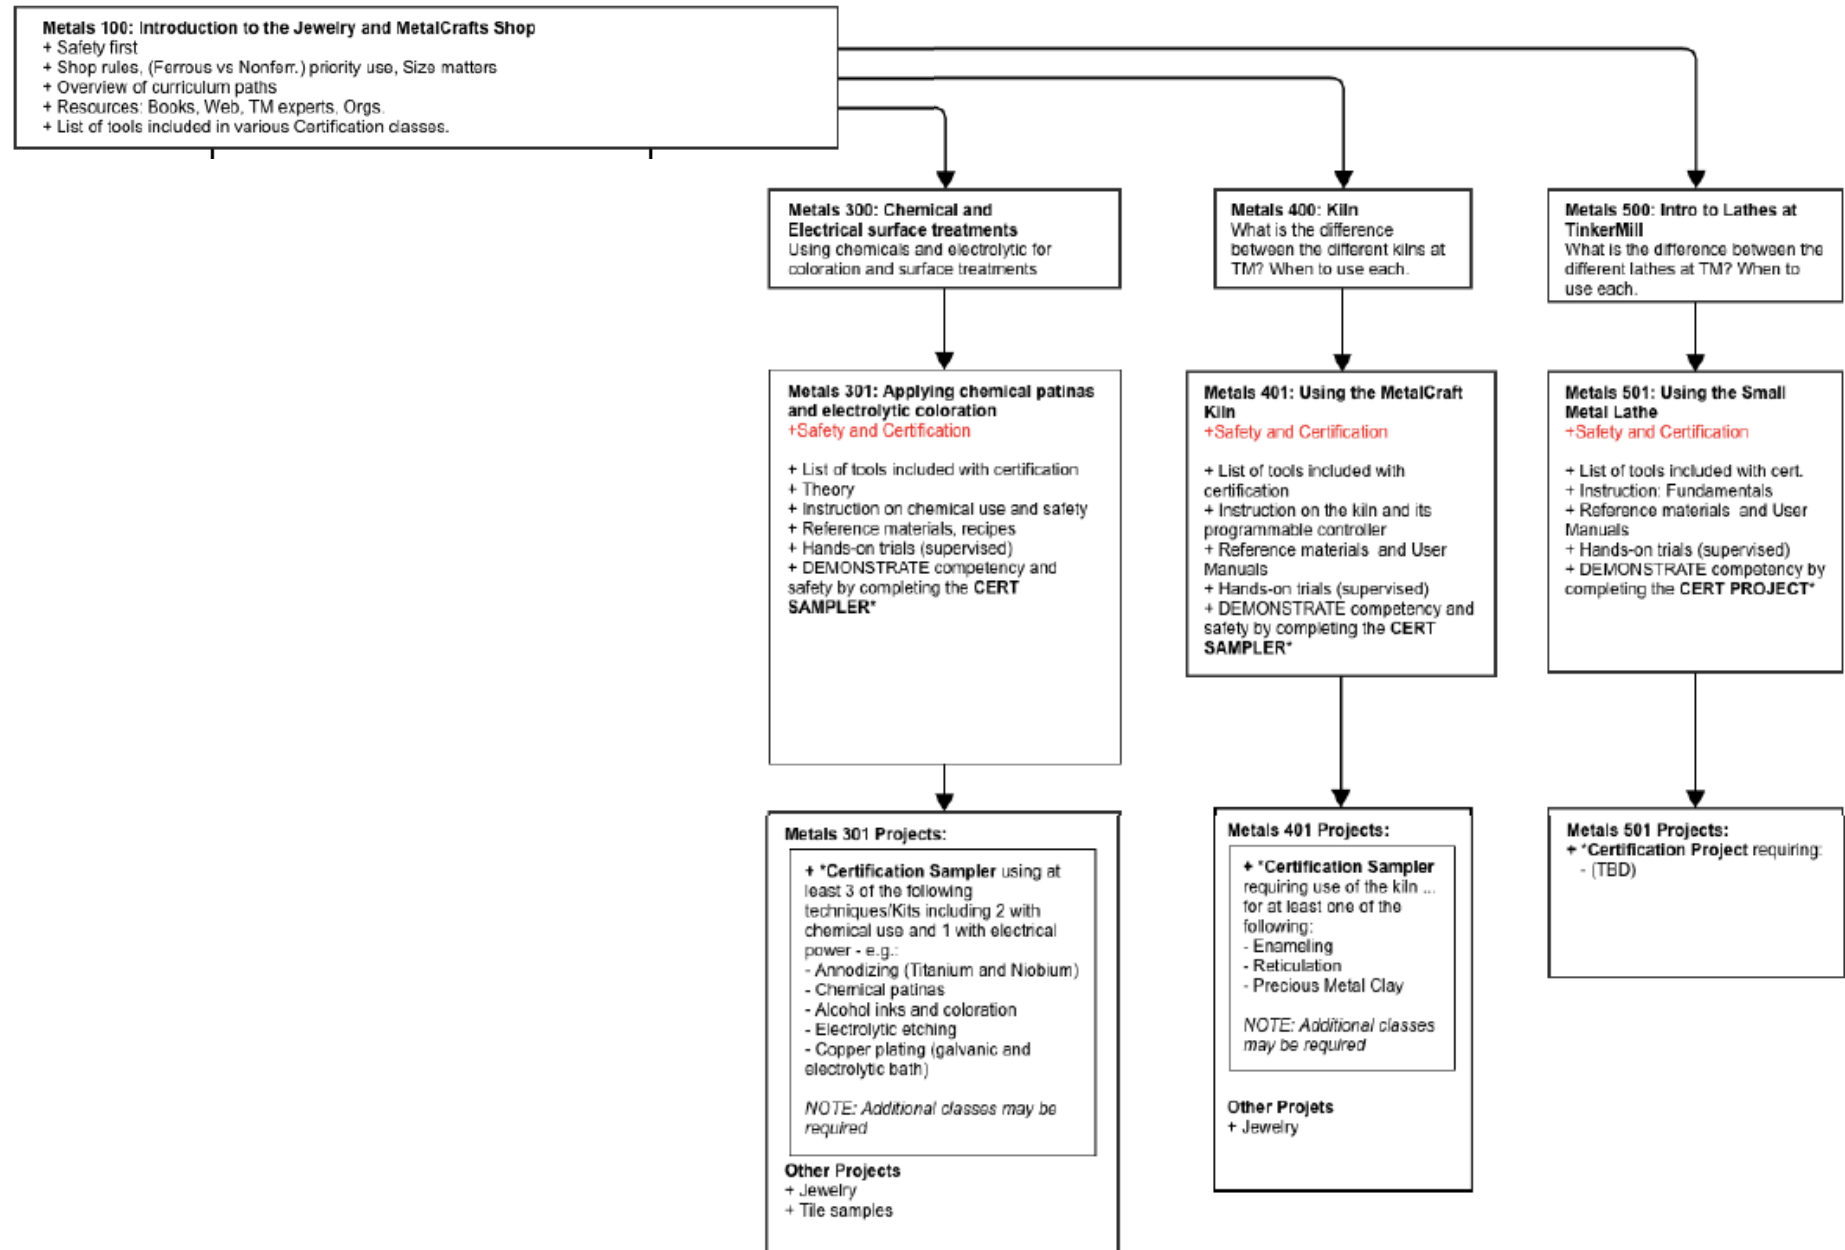 Metals 100: Introduction to the Jewelry and MetalCrafts Shop
+ Safety first
+ Shop rules, (Ferrous vs Nonferr.) priority use, Size matters
+ Overview of curriculum paths
+ Resources: Books, Web, TM experts, Orgs.
+ List of tools included in various Certification classes.
Metals 300: Chemical and
Electrical surface treatments
Using chemicals and electrolytic for
coloration and surface treatments
Metals 400: Kiln
What is the difference
between the different kilns at
TM? When to use each.
Metals 500: Intro to Lathes at
TinkerMill
What is the difference between the
different lathes at TM? When to
use each.
Metals 301: Applying chemical patinas
and electrolytic coloration
+Safety and Certification
+ List of tools included with certification
+ Theory
+ Instruction on chemical use and safety
+ Reference materials, recipes
+ Hands-on trials (supervised)
+ DEMONSTRATE competency and
safety by completing the CERT
SAMPLER*
Metals 401: Using the MetalCraft
Kiln
+Safety and Certification
+ List of tools included with
certification
+ Instruction on the kiln and its
programmable controller
+ Reference materials and User
Manuals
+ Hands-on trials (supervised)
+ DEMONSTRATE competency and
safety by completing the CERT
SAMPLER*
Metals 501: Using the Small
Metal Lathe
+Safety and Certification
+ List of tools included with cert.
+ Instruction: Fundamentals
+ Reference materials and User
Manuals
+ Hands-on trials (supervised)
+ DEMONSTRATE competency by
completing the CERT PROJECT*
Metals 301 Projects:
+ *Certification Sampler using at
least 3 of the following
techniques/Kits including 2 with
chemical use and 1 with electrical
power - e.g.:
- Annodizing (Titanium and Niobium)
- Chemical patinas
- Alcohol inks and coloration
- Electrolytic etching
- Copper plating (galvanic and
electrolytic bath)
NOTE: Additional classes may be
required
Other Projects
+ Jewelry
+ Tile samples
Metals 401 Projects:
+ *Certification Sampler
requiring use of the kiln ...
for at least one of the
following:
- Enameling
- Reticulation
- Precious Metal Clay
NOTE: Additional classes
may be required
Other Projets
+ Jewelry
Metals 501 Projects:
+ *Certification Project requiring:
- (TBD)